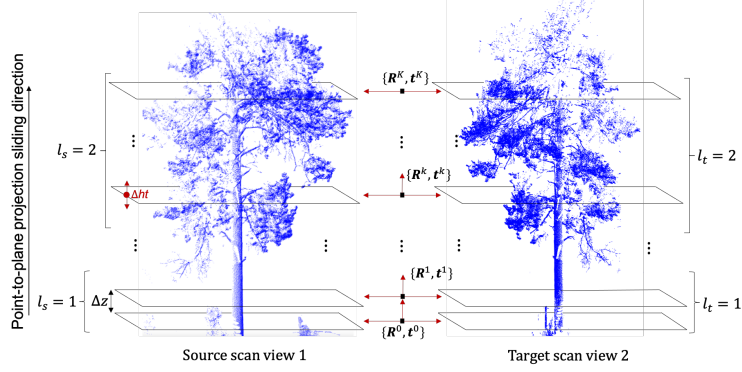 Point-to-plane projection sliding direction
{R^K, t^K}
l_s = 2
l_t = 2
{R^k, t^k}
Δht
{R^1, t^1}
l_s = 1
Δz
l_t = 1
{R^0, t^0}
Source scan view 1
Target scan view 2